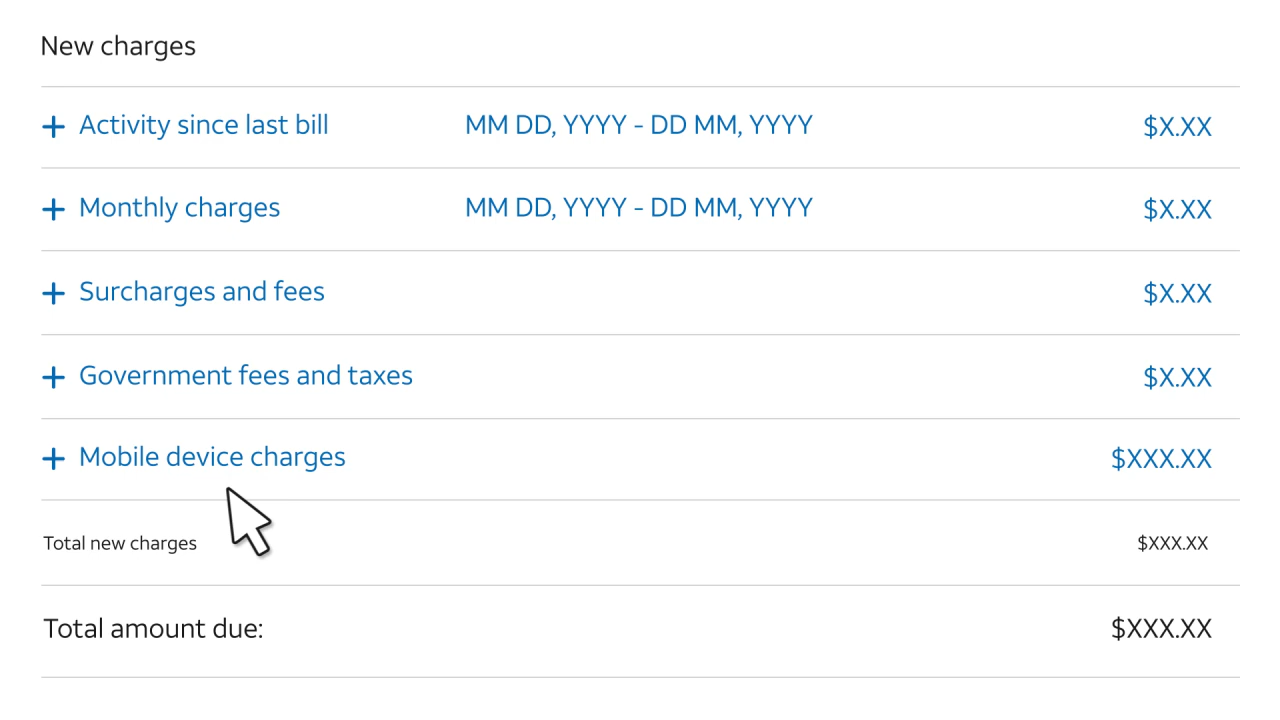 New charges
+ Activity since last bill MM DD, YYYY - DD MM, YYYY $X.XX
+ Monthly charges MM DD, YYYY - DD MM, YYYY $X.XX
+ Surcharges and fees $X.XX
+ Government fees and taxes $X.XX
+ Mobile device charges $XXX.XX
Total new charges $XXX.XX
Total amount due: $XXX.XX